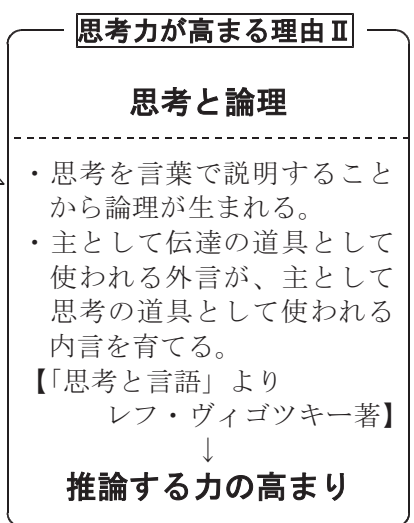 思考力が高まる理由Ⅱ
思考と論理
・思考を言葉で説明すること
から論理が生まれる。
・主として伝達の道具として
使われる外言が、主として
思考の道具として使われる
内言を育てる。
【「思考と言語」より
レフ・ヴィゴツキー著】
↓
推論する力の高まり